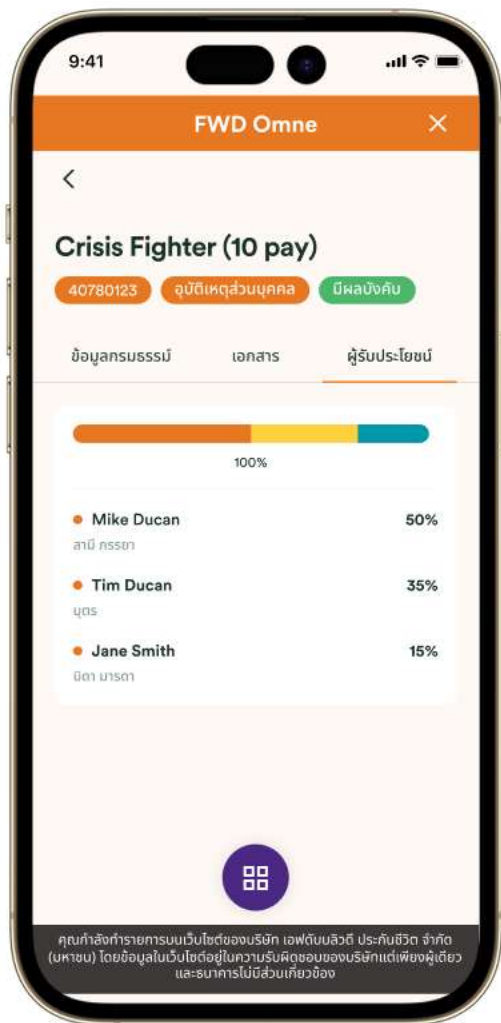 9:41
FWD Omne
Crisis Fighter (10 pay)
40780123 อุบัติเหตุส่วนบุคคล มีผลบังคับ
ข้อมูลกรมธรรม์ เอกสาร ผู้รับประโยชน์
100%
Mike Ducan 50%
สามี ภรรยา
Tim Ducan 35%
บุตร
Jane Smith 15%
บิดา มารดา
คุณกำลังทำรายการบนเว็บไซต์ของบริษัท เอฟดับบลิวดี ประกันชีวิต จำกัด
(มหาชน) โดยข้อมูลในเว็บไซต์อยู่ในความรับผิดชอบของบริษัทแต่เพียงผู้เดียว
และธนาคารไม่มีส่วนเกี่ยวข้อง